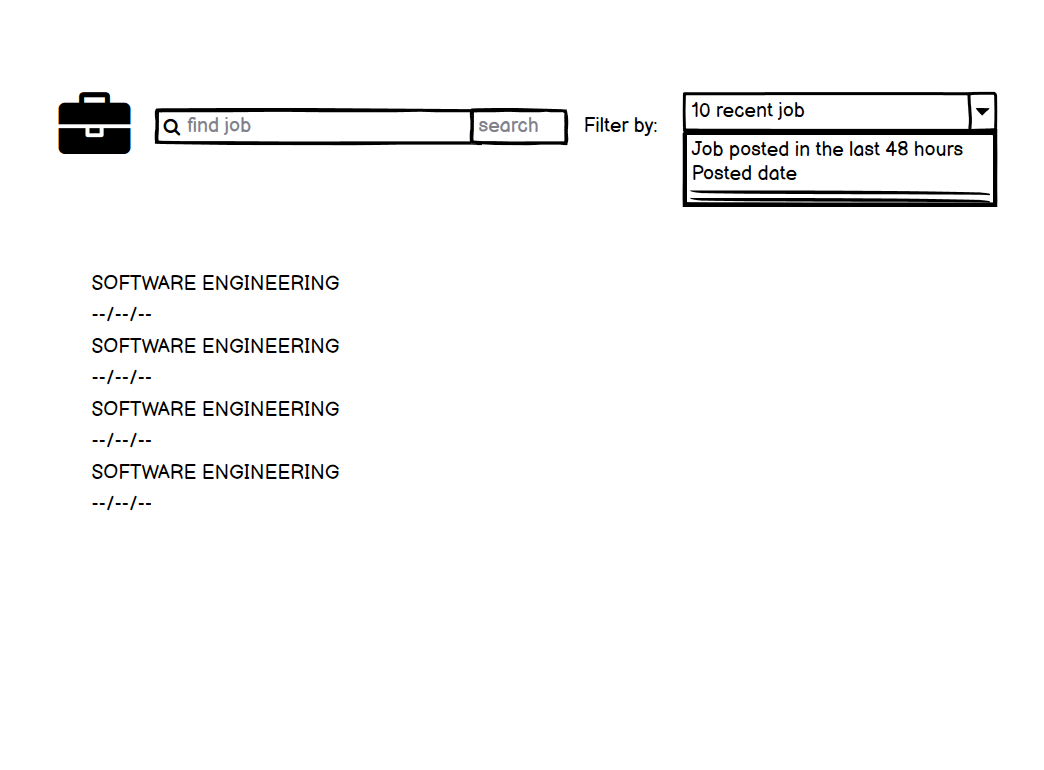 find job
search
Filter by:
10 recent job
Job posted in the last 48 hours
Posted date
SOFTWARE ENGINEERING
--/--/--
SOFTWARE ENGINEERING
--/--/--
SOFTWARE ENGINEERING
--/--/--
SOFTWARE ENGINEERING
--/--/--